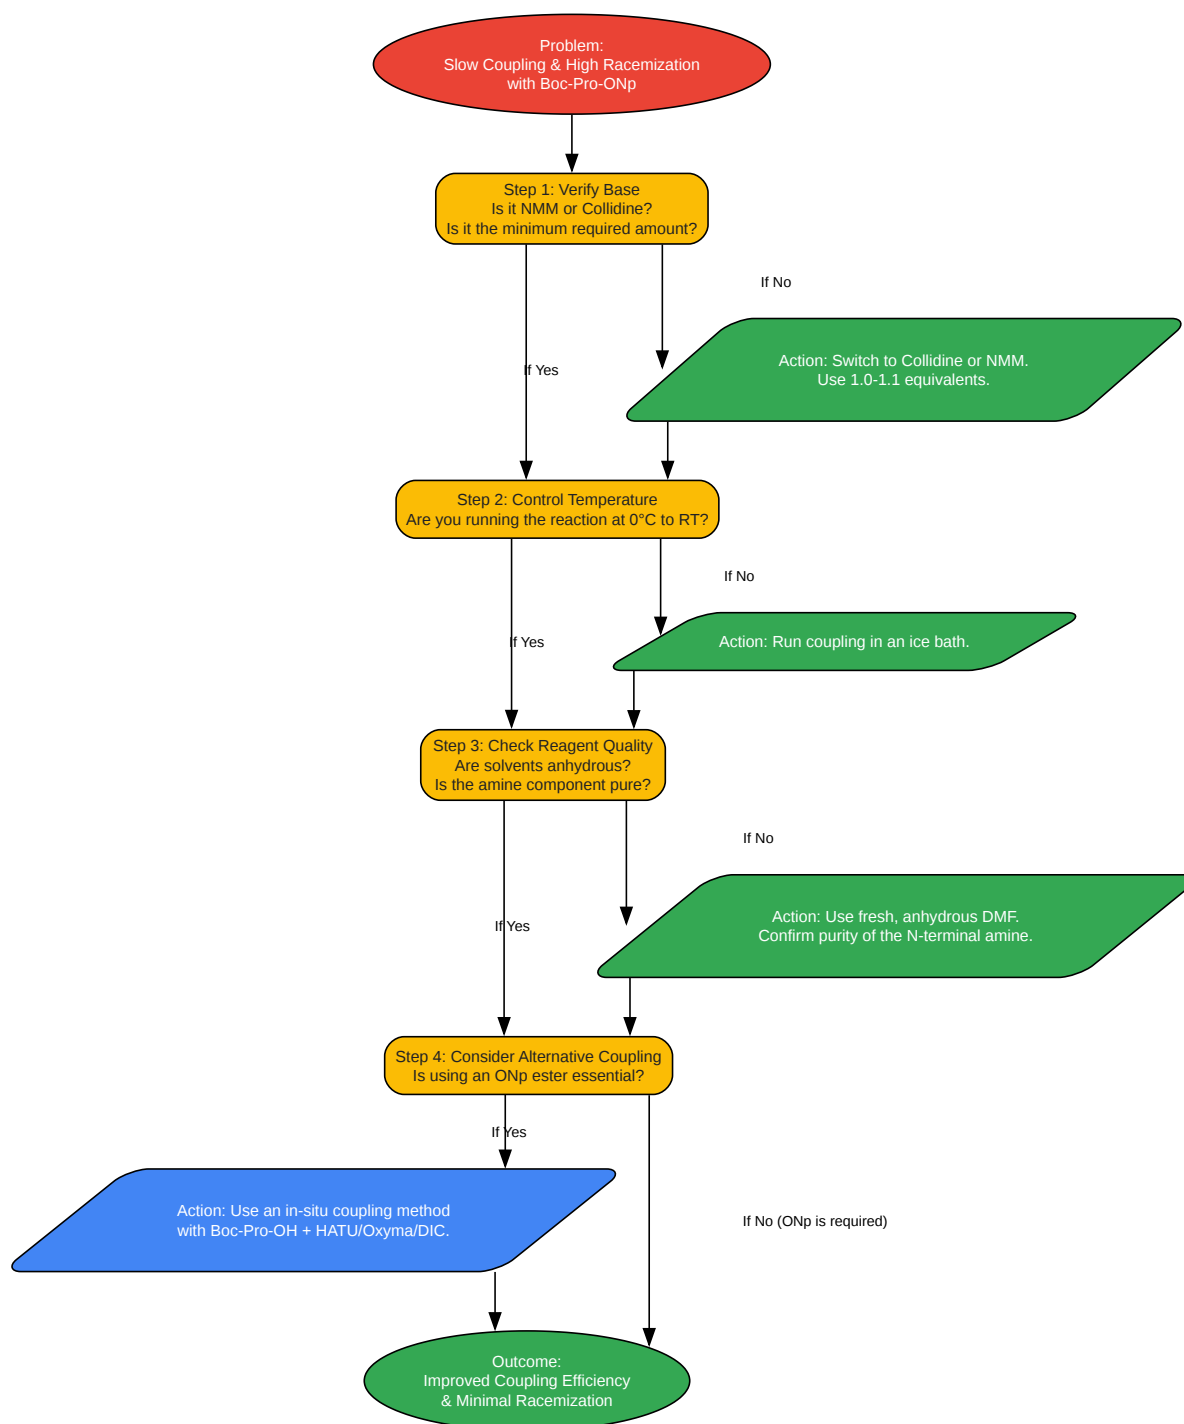 Problem:
Slow Coupling & High Racemization
with Boc-Pro-ONp
Step 1: Verify Base
Is it NMM or Collidine?
Is it the minimum required amount?
If No
Action: Switch to Collidine or NMM.
Use 1.0-1.1 equivalents.
If Yes
Step 2: Control Temperature
Are you running the reaction at 0°C to RT?
If No
Action: Run coupling in an ice bath.
If Yes
Step 3: Check Reagent Quality
Are solvents anhydrous?
Is the amine component pure?
If No
Action: Use fresh, anhydrous DMF.
Confirm purity of the N-terminal amine.
If Yes
Step 4: Consider Alternative Coupling
Is using an ONp ester essential?
If Yes
Action: Use an in-situ coupling method
with Boc-Pro-OH + HATU/Oxyma/DIC.
If No (ONp is required)
Outcome:
Improved Coupling Efficiency
& Minimal Racemization